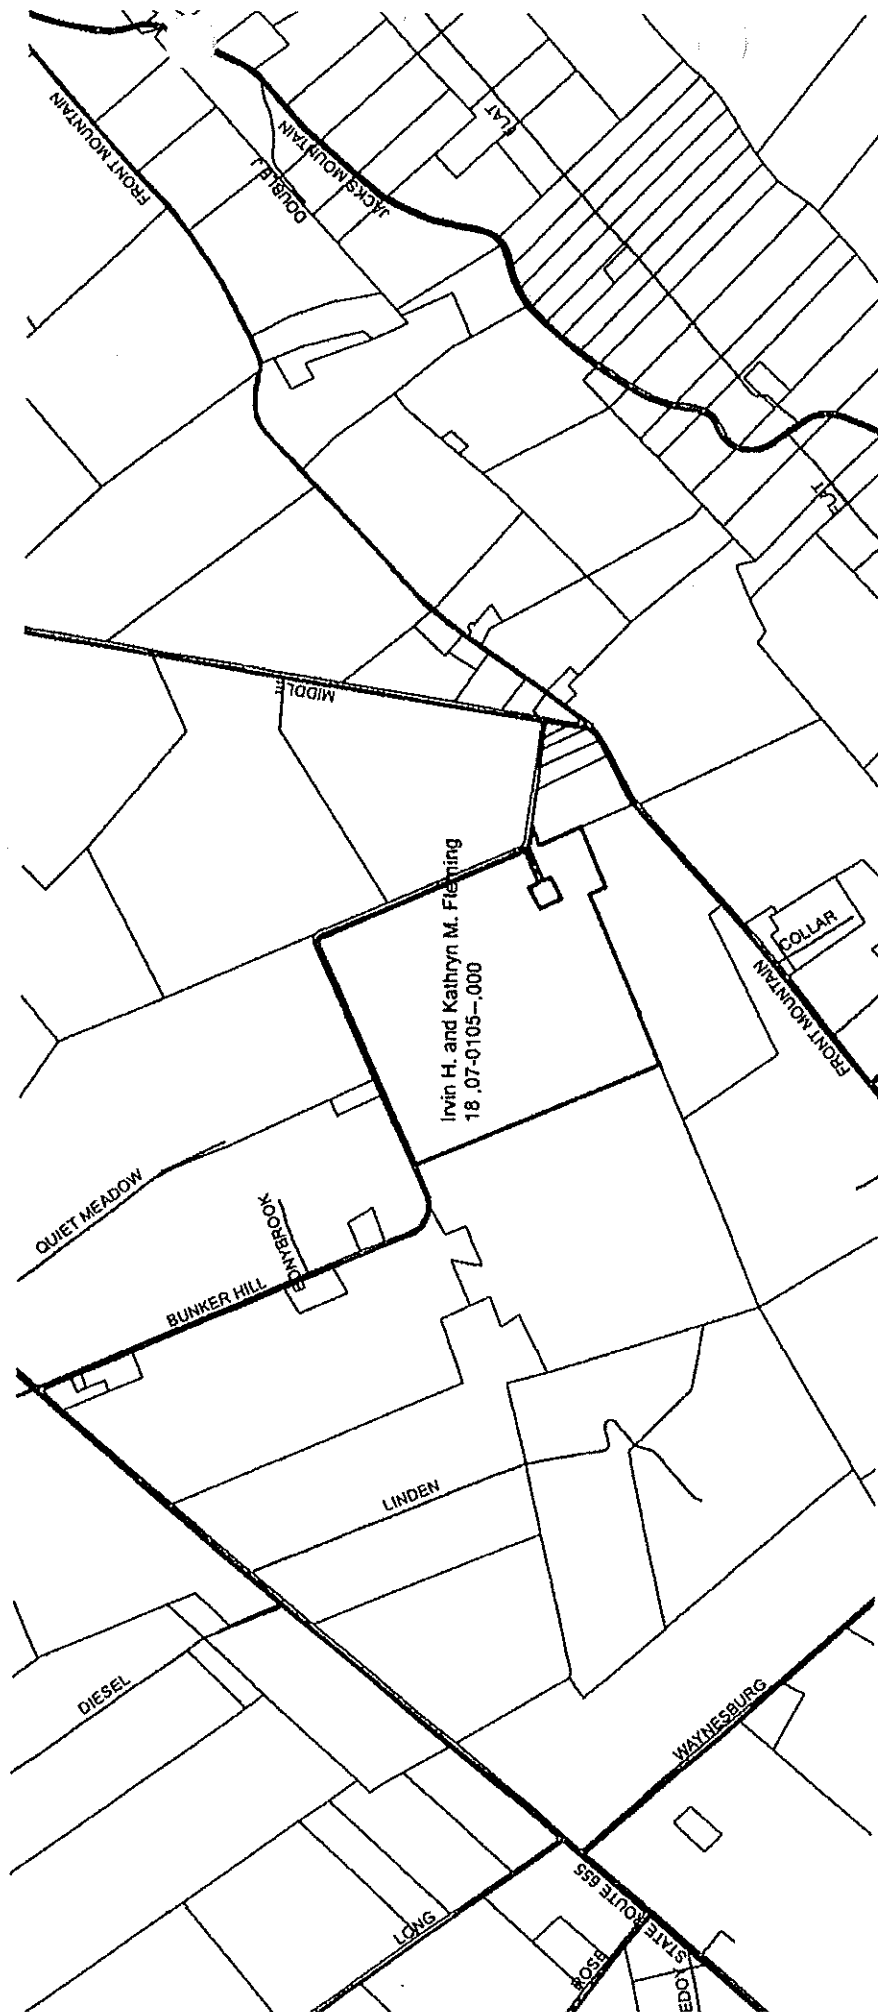 FRONT MOUNTAIN
JACKS MOUNTAIN
DOUBLE J
FLAT
FLAT
MIDDLE
Irvin H. and Kathryn M. Fleming
18 ,07-0105--,000
COLLAR
FRONT MOUNTAIN
QUIET MEADOW
BONYBROOK
BUNKER HILL
LINDEN
DIESEL
WAYNESBURG
LONG
STATE ROUTE 655
ROSE